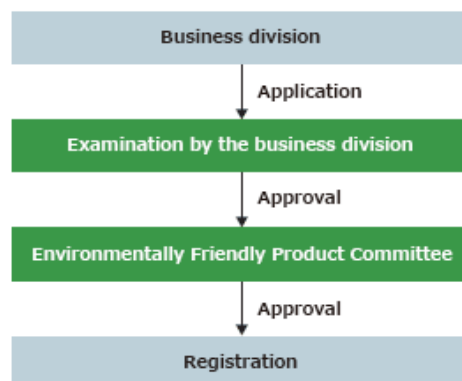 Business division
Application
Examination by the business division
Approval
Environmentally Friendly Product Committee
Approval
Registration